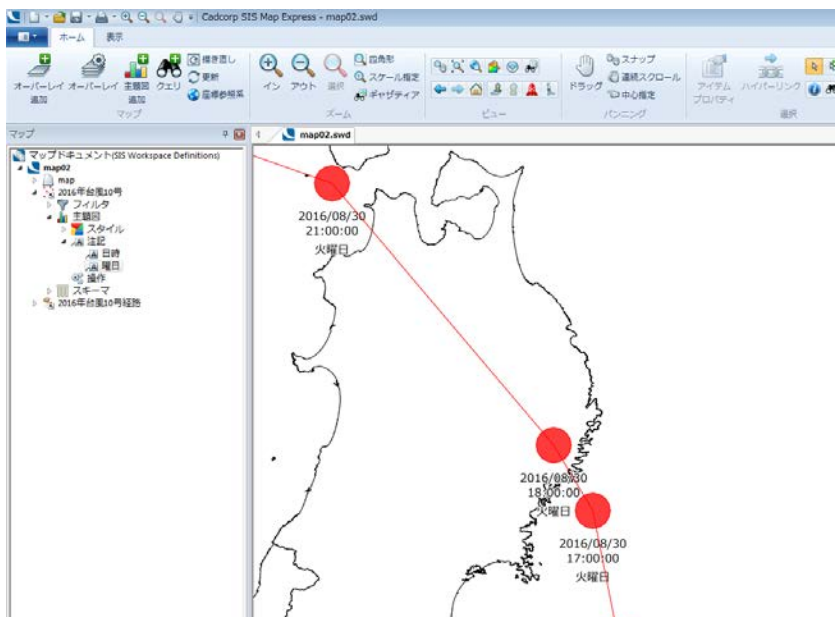 Cadcorp SIS Map Express - map02.swd
ホーム 表示
オーバーレイ追加 オーバーレイ 主題図追加 クエリ
描き直し
更新
座標参照系
マップ
イン アウト 選択
四角形
スケール指定
ギャザティア
ズーム
ビュー
ドラッグ
スナップ
連続スクロール
中心指定
パンニング
アイテムプロパティ ハイパーリンク
選択
マップ
map02.swd
マップドキュメント(SIS Workspace Definitions)
map02
map
2016年台風10号
フィルタ
主題図
スタイル
注記
日時
曜日
操作
スキーマ
2016年台風10号経路
2016/08/30
21:00:00
火曜日
2016/08/30
18:00:00
火曜日
2016/08/30
17:00:00
火曜日